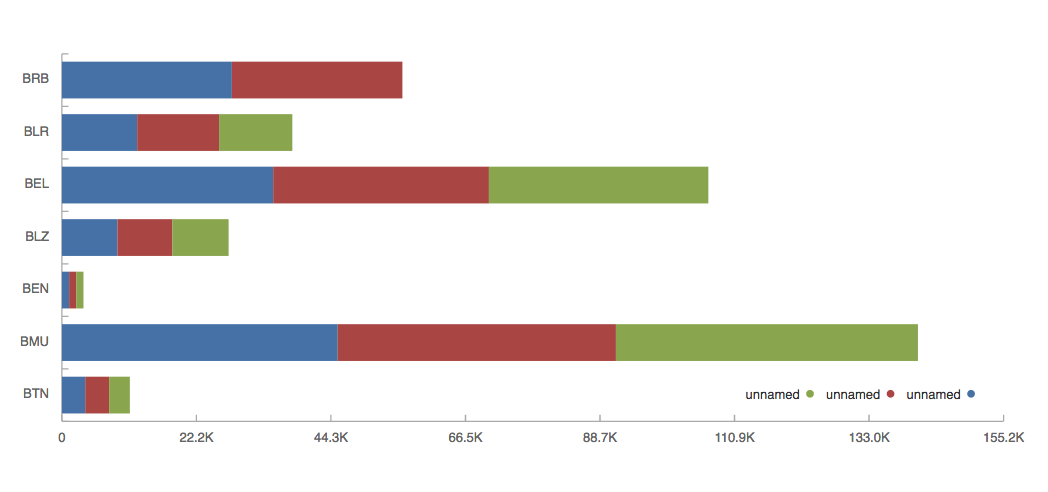 BRB
BLR
BEL
BLZ
BEN
BMU
BTN
unnamed unnamed unnamed
0 22.2K 44.3K 66.5K 88.7K 110.9K 133.0K 155.2K